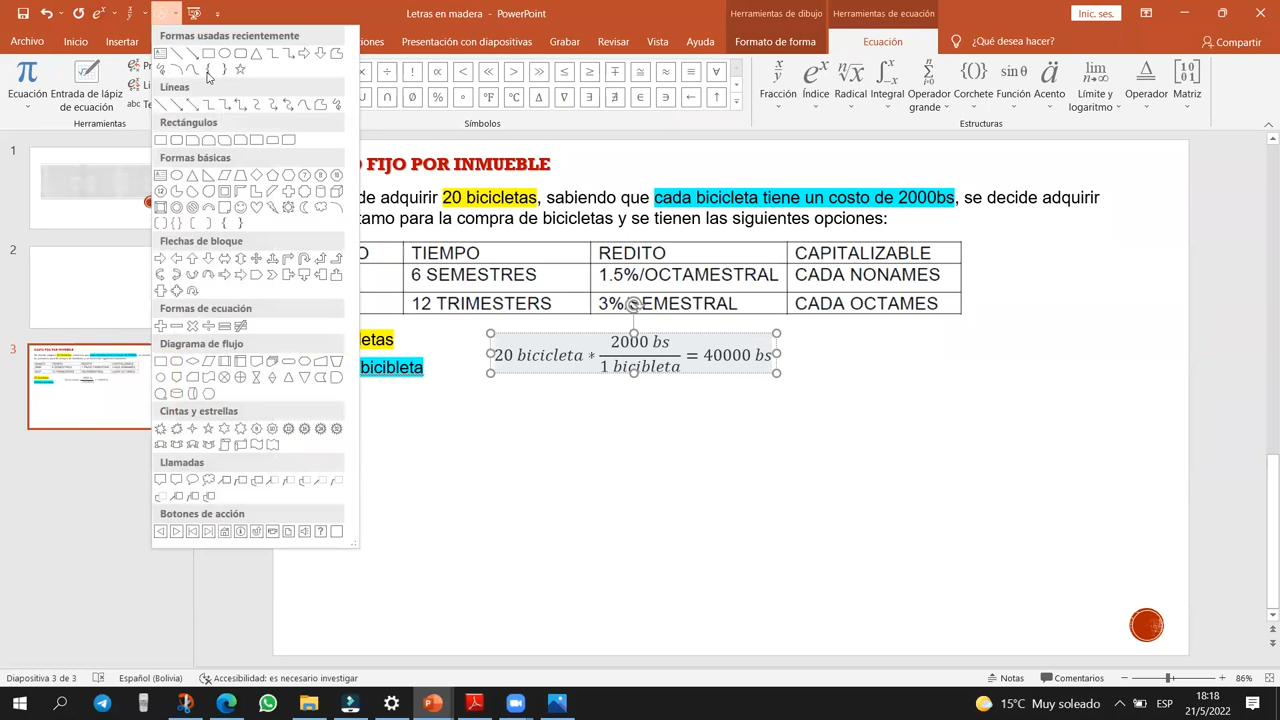 Letras en madera - PowerPoint
Herramientas de dibujo
Herramientas de ecuación
Inic. ses.
Archivo
Inicio
Insertar
ciones
Presentación con diapositivas
Revisar
Vista
Ayuda
Formato de forma
Ecuación
¿Qué desea hacer?
Compartir
Ecuación
Entrada de lápiz de ecuación
Herramientas
× ÷ ! ∝ < ≪ > ≫ ≤ ≥ ∓ ≅ ≈ ≡ ∀
∪ ∩ ∅ % ° °F °C ∆ ∇ ∃ ∄ ∈ ∋ ← ↑
Símbolos
Fracción
Índice
Radical
Integral
Operador grande
Corchete
Función
Acento
Límite y logaritmo
Operador
Matriz
Estructuras
Formas usadas recientemente
Líneas
Rectángulos
Formas básicas
Flechas de bloque
Formas de ecuación
Diagrama de flujo
Cintas y estrellas
Llamadas
Botones de acción
1
2
3
FIJO POR INMUEBLE
de adquirir 20 bicicletas, sabiendo que cada bicicleta tiene un costo de 2000bs, se decide adquirir
tamo para la compra de bicicletas y se tienen las siguientes opciones:
O TIEMPO REDITO CAPITALIZABLE
6 SEMESTRES 1.5%/OCTAMESTRAL CADA NONAMES
12 TRIMESTERS 3% SEMESTRAL CADA OCTAMES
letas
bicibleta
20 bicicleta ∗ 2000 bs / 1 bicibleta = 40000 bs
Diapositiva 3 de 3
Español (Bolivia)
Accesibilidad: es necesario investigar
Notas
Comentarios
86%
15°C Muy soleado
ESP
18:18
21/5/2022